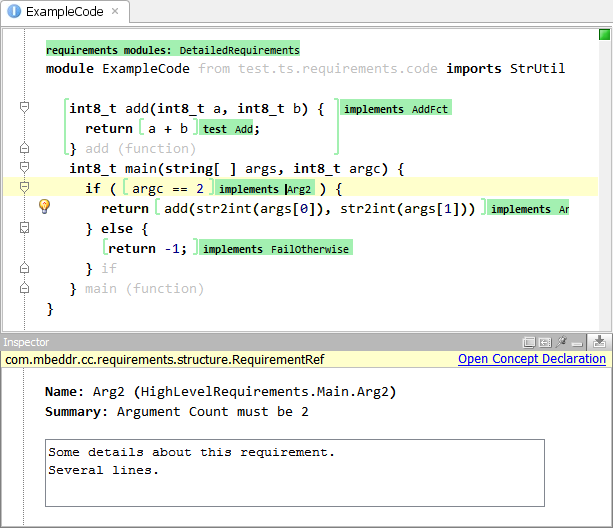 ExampleCode
requirements modules: DetailedRequirements
module ExampleCode from test.ts.requirements.code imports StrUtil
int8_t add(int8_t a, int8_t b) { implements AddFct
return a + b test Add;
} add (function)
int8_t main(string[ ] args, int8_t argc) {
if ( argc == 2 implements Arg2 ) {
return add(str2int(args[0]), str2int(args[1])) implements Ar
} else {
return -1; implements FailOtherwise
} if
} main (function)
}
Inspector
com.mbeddr.cc.requirements.structure.RequirementRef Open Concept Declaration
Name: Arg2 (HighLevelRequirements.Main.Arg2)
Summary: Argument Count must be 2
Some details about this requirement.
Several lines.